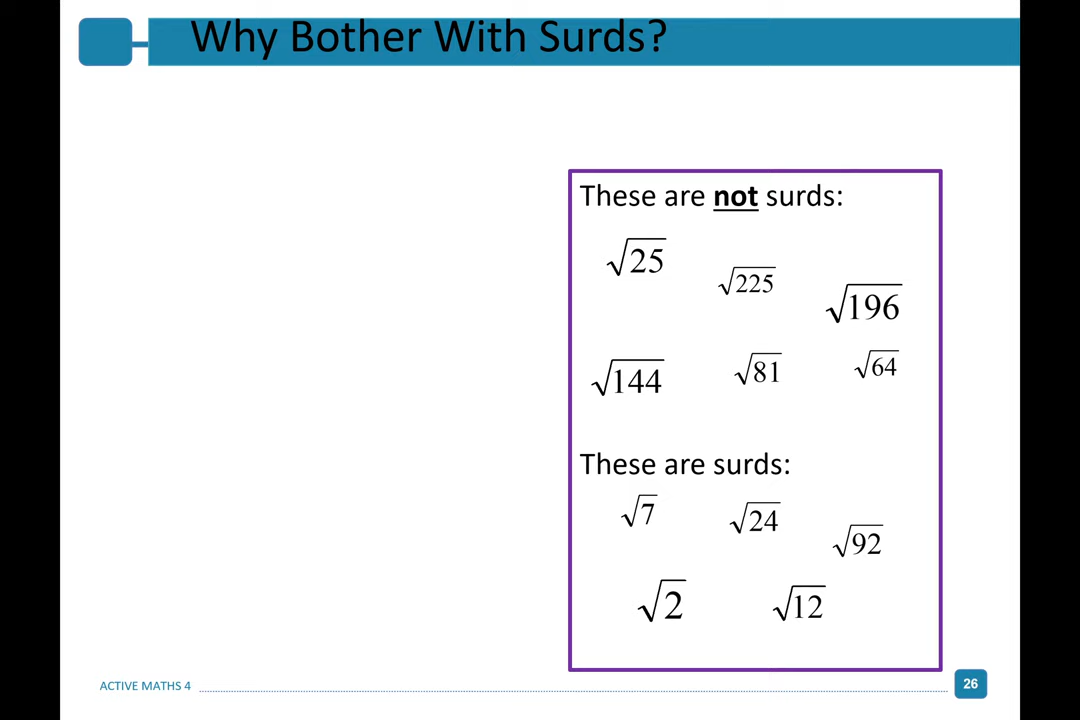 Why Bother With Surds?
These are not surds:
√25 √225 √196
√144 √81 √64
These are surds:
√7 √24 √92
√2 √12
ACTIVE MATHS 4
26